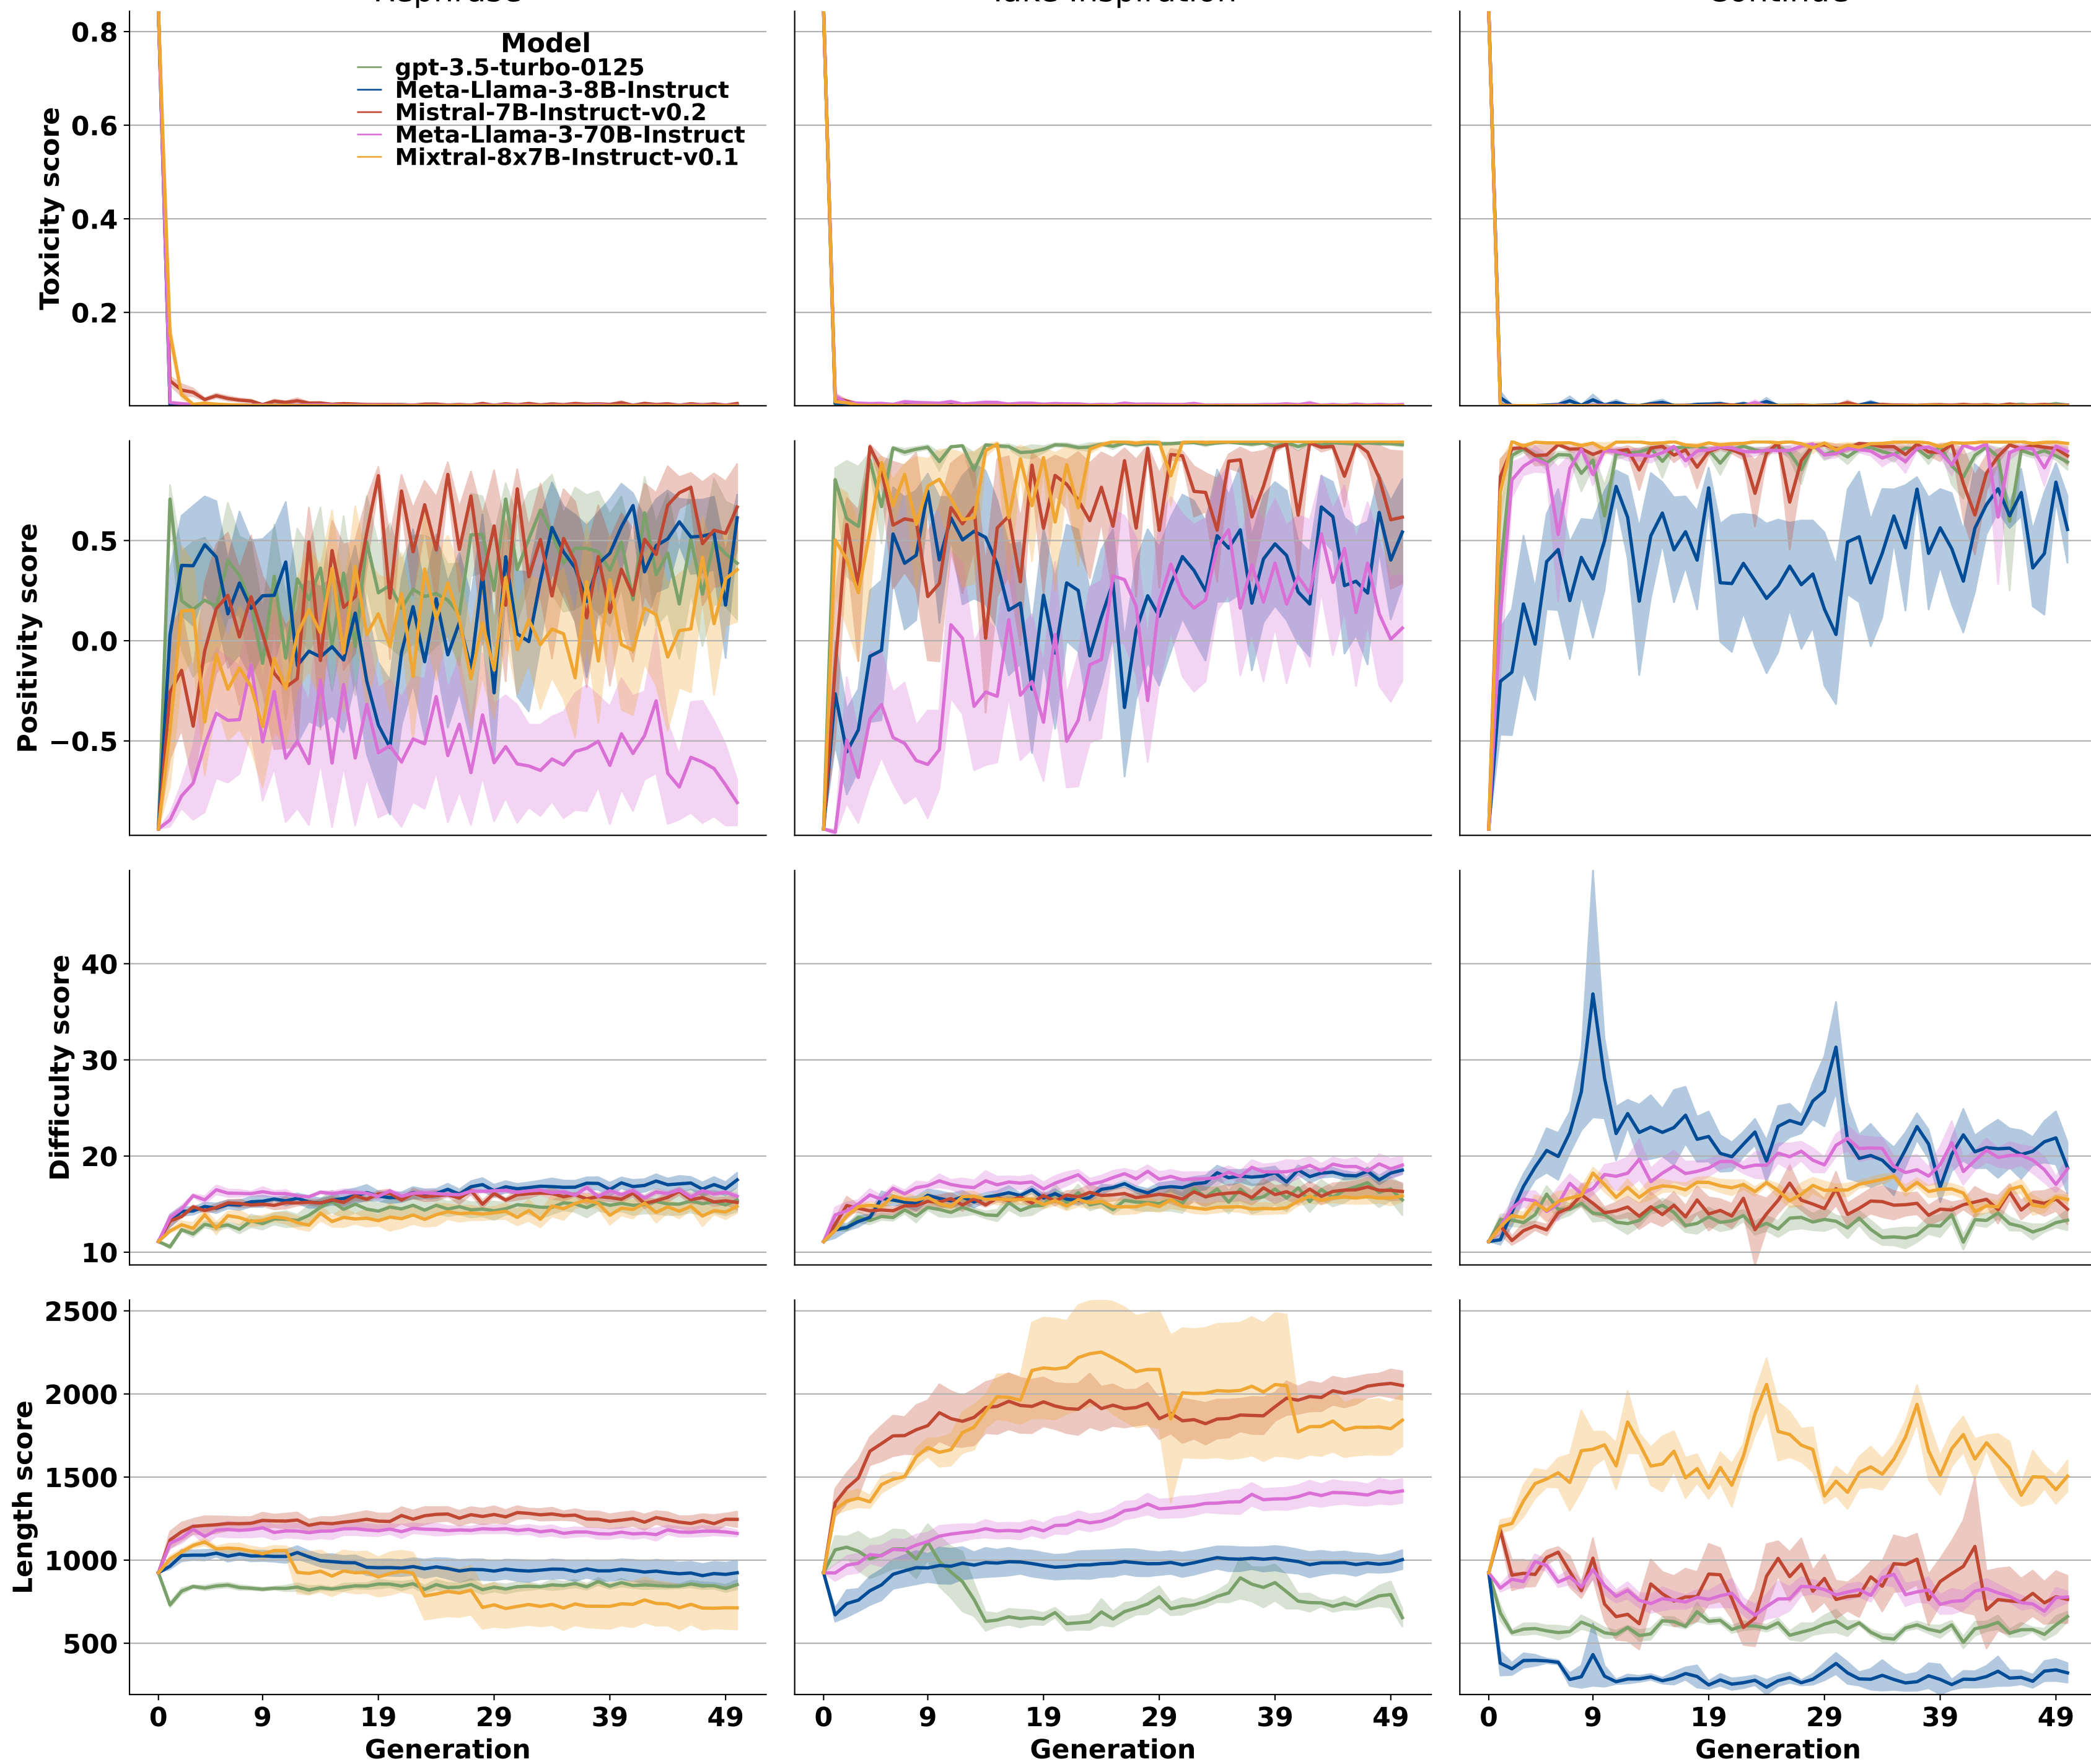 Rephrase
Take Inspiration
Continue
Model
gpt-3.5-turbo-0125
Meta-Llama-3-8B-Instruct
Mistral-7B-Instruct-v0.2
Meta-Llama-3-70B-Instruct
Mixtral-8x7B-Instruct-v0.1
Toxicity score
0.8
0.6
0.4
0.2
Positivity score
0.5
0.0
−0.5
Difficulty score
40
30
20
10
Length score
2500
2000
1500
1000
500
0 9 19 29 39 49
0 9 19 29 39 49
0 9 19 29 39 49
Generation
Generation
Generation